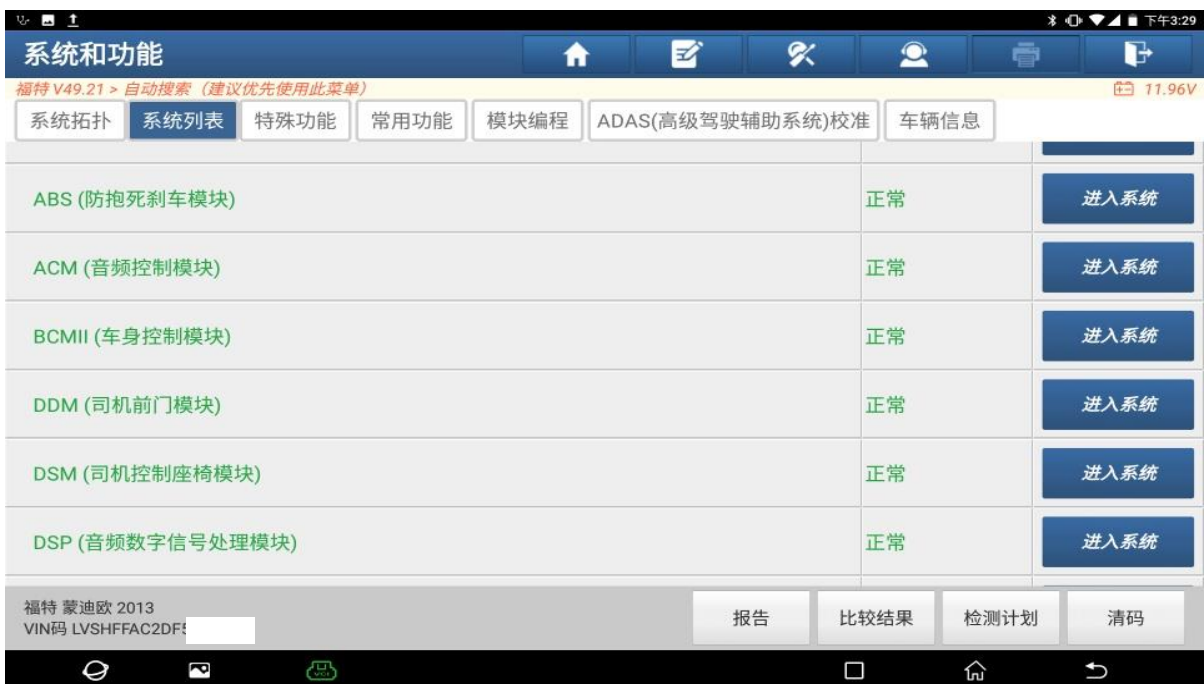 下午3:29
系统和功能
福特 V49.21 > 自动搜索（建议优先使用此菜单）
11.96V
系统拓扑 系统列表 特殊功能 常用功能 模块编程 ADAS(高级驾驶辅助系统)校准 车辆信息
ABS (防抱死刹车模块) 正常 进入系统
ACM (音频控制模块) 正常 进入系统
BCMII (车身控制模块) 正常 进入系统
DDM (司机前门模块) 正常 进入系统
DSM (司机控制座椅模块) 正常 进入系统
DSP (音频数字信号处理模块) 正常 进入系统
福特 蒙迪欧 2013
VIN码 LVSHFFAC2DF
报告 比较结果 检测计划 清码
VCI